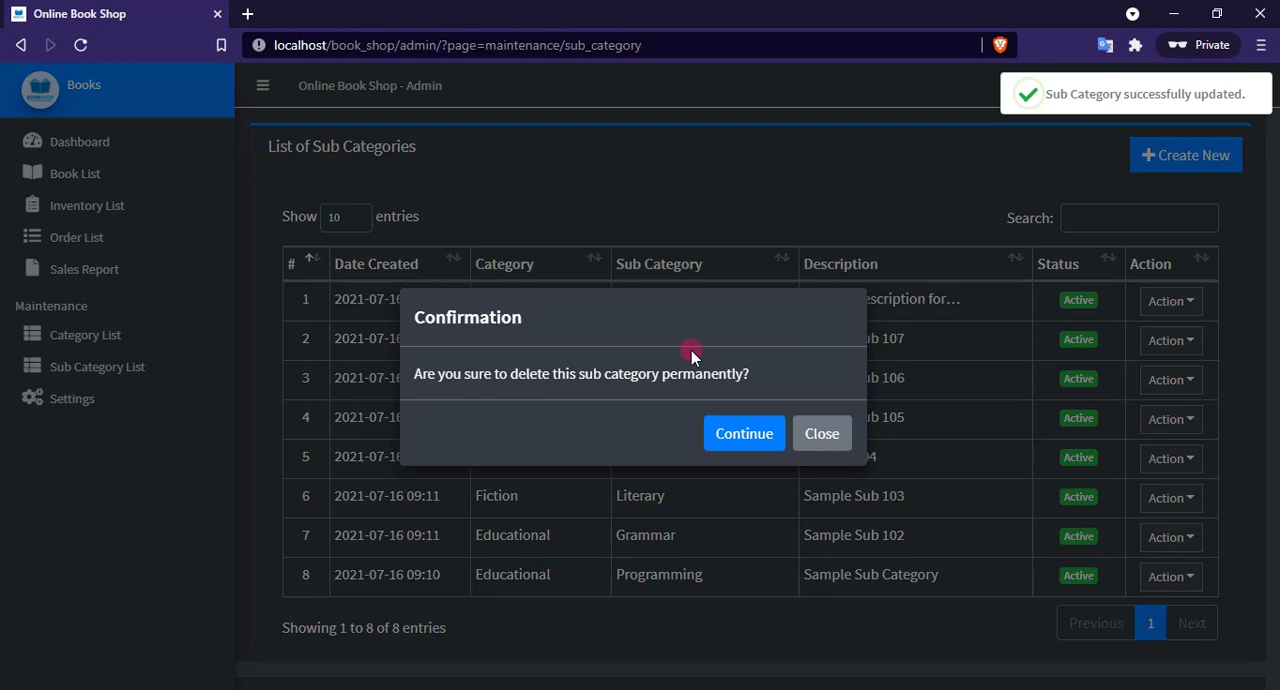 Online Book Shop
localhost/book_shop/admin/?page=maintenance/sub_category
Private
Books
Online Book Shop - Admin
Sub Category successfully updated.
Dashboard
Book List
Inventory List
Order List
Sales Report
Maintenance
Category List
Sub Category List
Settings
List of Sub Categories
Create New
Show 10 entries
Search:
# Date Created Category Sub Category Description Status Action
1 2021-07-16 escription for... Active Action
2 2021-07-16 ub 107 Active Action
3 2021-07-16 ub 106 Active Action
4 2021-07-16 ub 105 Active Action
5 2021-07-16 04 Active Action
6 2021-07-16 09:11 Fiction Literary Sample Sub 103 Active Action
7 2021-07-16 09:11 Educational Grammar Sample Sub 102 Active Action
8 2021-07-16 09:10 Educational Programming Sample Sub Category Active Action
Confirmation
Are you sure to delete this sub category permanently?
Continue Close
Showing 1 to 8 of 8 entries
Previous 1 Next